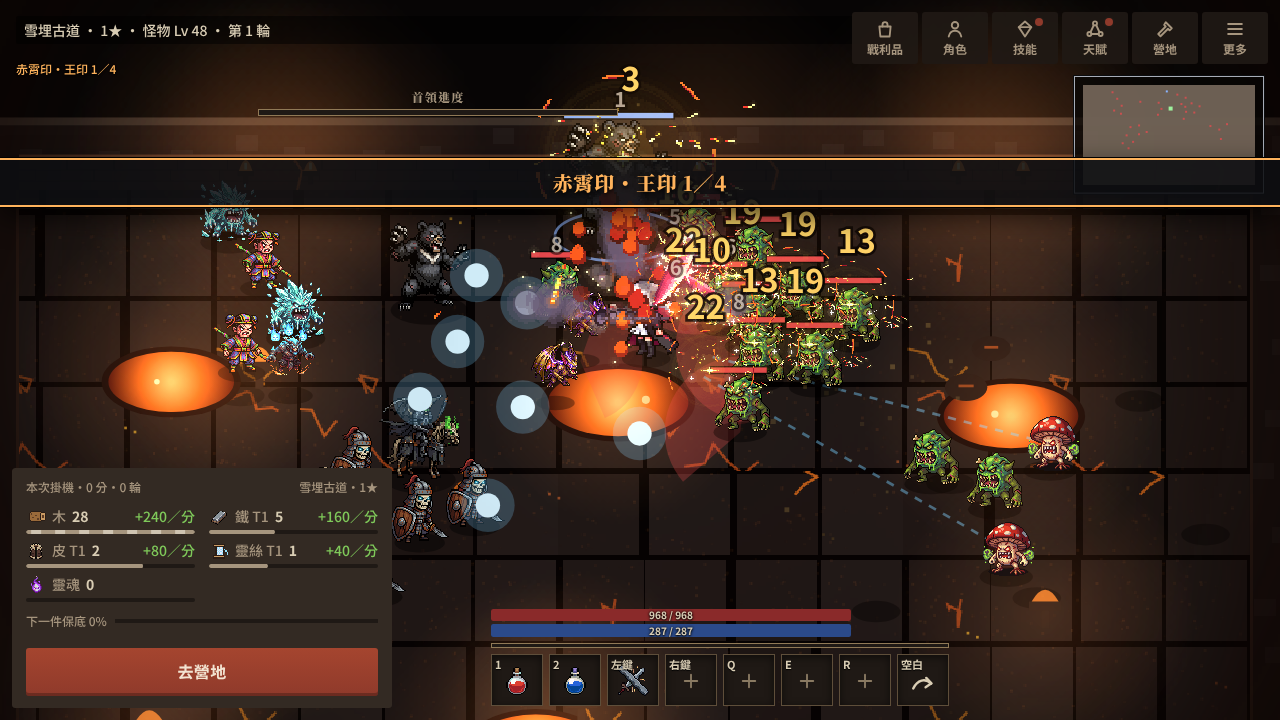 雪埋古道 · 1★ · 怪物 Lv 48 · 第 1 輪
戰利品
角色
技能
天賦
營地
更多
赤霄印·王印 1／4
首領進度
3
1
赤霄印·王印 1／4
5
19
19
13
8
22
10
6
13
19
22
8
本次掛機·0 分·0 輪
雪埋古道·1★
木 28 +240／分
鐵 T1 5 +160／分
皮 T1 2 +80／分
靈絲 T1 1 +40／分
靈魂 0
下一件保底 0%
去營地
968 / 968
287 / 287
1
2
左鍵
右鍵
Q
E
R
空白